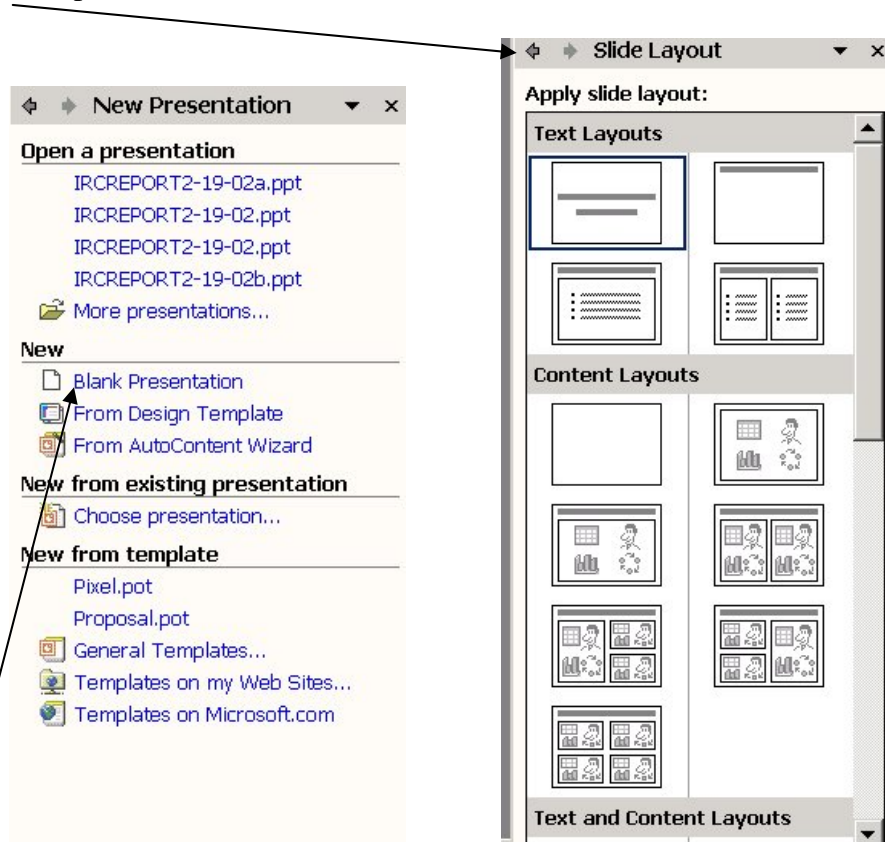 New Presentation
Open a presentation
IRCREPORT2-19-02a.ppt
IRCREPORT2-19-02.ppt
IRCREPORT2-19-02.ppt
IRCREPORT2-19-02b.ppt
More presentations...
New
Blank Presentation
From Design Template
From AutoContent Wizard
New from existing presentation
Choose presentation...
New from template
Pixel.pot
Proposal.pot
General Templates...
Templates on my Web Sites...
Templates on Microsoft.com
Slide Layout
Apply slide layout:
Text Layouts
Content Layouts
Text and Content Layouts